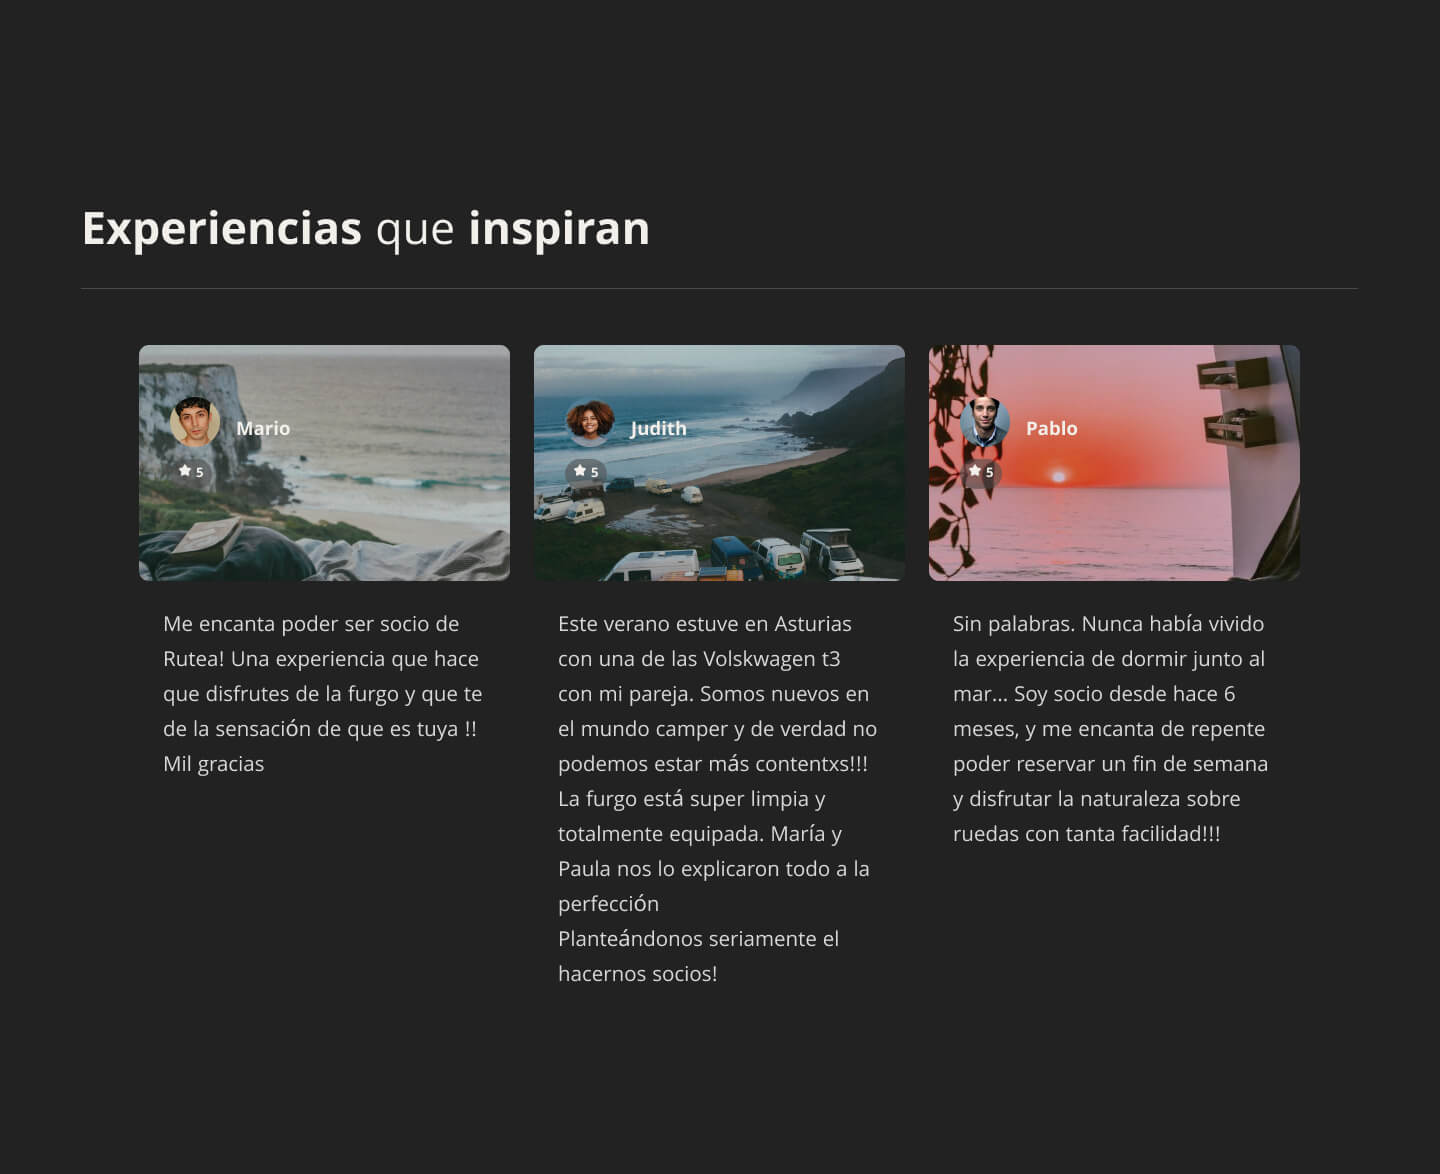 Experiencias que inspiran
Mario
5
Judith
5
Pablo
5
Me encanta poder ser socio de
Rutea! Una experiencia que hace
que disfrutes de la furgo y que te
de la sensación de que es tuya !!
Mil gracias
Este verano estuve en Asturias
con una de las Volskwagen t3
con mi pareja. Somos nuevos en
el mundo camper y de verdad no
podemos estar más contentxs!!!
La furgo está super limpia y
totalmente equipada. María y
Paula nos lo explicaron todo a la
perfección
Planteándonos seriamente el
hacernos socios!
Sin palabras. Nunca había vivido
la experiencia de dormir junto al
mar... Soy socio desde hace 6
meses, y me encanta de repente
poder reservar un fin de semana
y disfrutar la naturaleza sobre
ruedas con tanta facilidad!!!